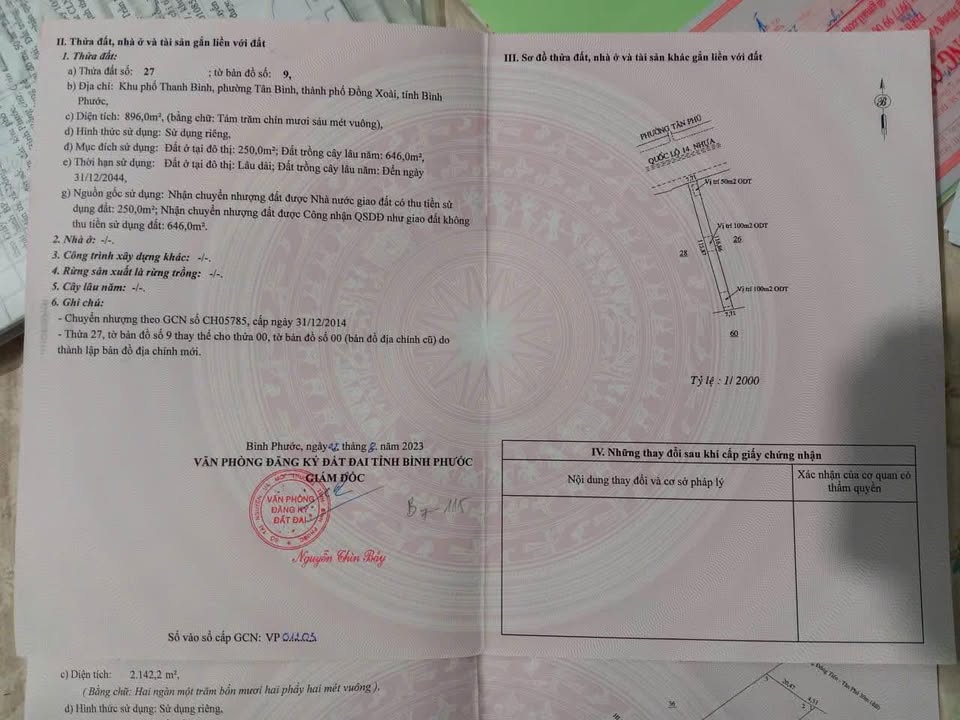 II. Thửa đất, nhà ở và tài sản gắn liền với đất
1. Thửa đất:
a) Thửa đất số: 27 ; tờ bản đồ số: 9,
b) Địa chỉ: Khu phố Thanh Bình, phường Tân Bình, thành phố Đồng Xoài, tỉnh Bình
Phước,
c) Diện tích: 896,0m², (bằng chữ: Tám trăm chín mươi sáu mét vuông),
d) Hình thức sử dụng: Sử dụng riêng,
đ) Mục đích sử dụng: Đất ở tại đô thị: 250,0m²; Đất trồng cây lâu năm: 646,0m²,
e) Thời hạn sử dụng: Đất ở tại đô thị: Lâu dài; Đất trồng cây lâu năm: Đến ngày
31/12/2044,
g) Nguồn gốc sử dụng: Nhận chuyển nhượng đất được Nhà nước giao đất có thu tiền sử
dụng đất: 250,0m²; Nhận chuyển nhượng đất được Công nhận QSDĐ như giao đất không
thu tiền sử dụng đất: 646,0m².
2. Nhà ở: -/-.
3. Công trình xây dựng khác: -/-.
4. Rừng sản xuất là rừng trồng: -/-.
5. Cây lâu năm: -/-.
6. Ghi chú:
- Chuyển nhượng theo GCN số CH05785, cấp ngày 31/12/2014
- Thửa 27, tờ bản đồ số 9 thay thế cho thửa 00, tờ bản đồ số 00 (bản đồ địa chính cũ) do
thành lập bản đồ địa chính mới.
Bình Phước, ngày tháng 8 năm 2023
VĂN PHÒNG ĐĂNG KÝ ĐẤT ĐAI TỈNH BÌNH PHƯỚC
GIÁM ĐỐC
VĂN PHÒNG
ĐĂNG KÝ
ĐẤT ĐAI
Nguyễn Thìn Bảy
Số vào sổ cấp GCN: VP 01205
III. Sơ đồ thửa đất, nhà ở và tài sản khác gắn liền với đất
B
PHƯỜNG TÂN PHÚ
QUỐC LỘ 14 NHỰA
Vị trí 50m2 ODT
Vị trí 100m2 ODT
26
28
Vị trí 100m2 ODT
60
Tỷ lệ : 1/ 2000
IV. Những thay đổi sau khi cấp giấy chứng nhận
Nội dung thay đổi và cơ sở pháp lý
Xác nhận của cơ quan có
thẩm quyền
c) Diện tích: 2.142,2 m²,
( Bằng chữ: Hai ngàn một trăm bốn mươi hai phẩy hai mét vuông ).
d) Hình thức sử dụng: Sử dụng riêng,
20,47
4,51
36